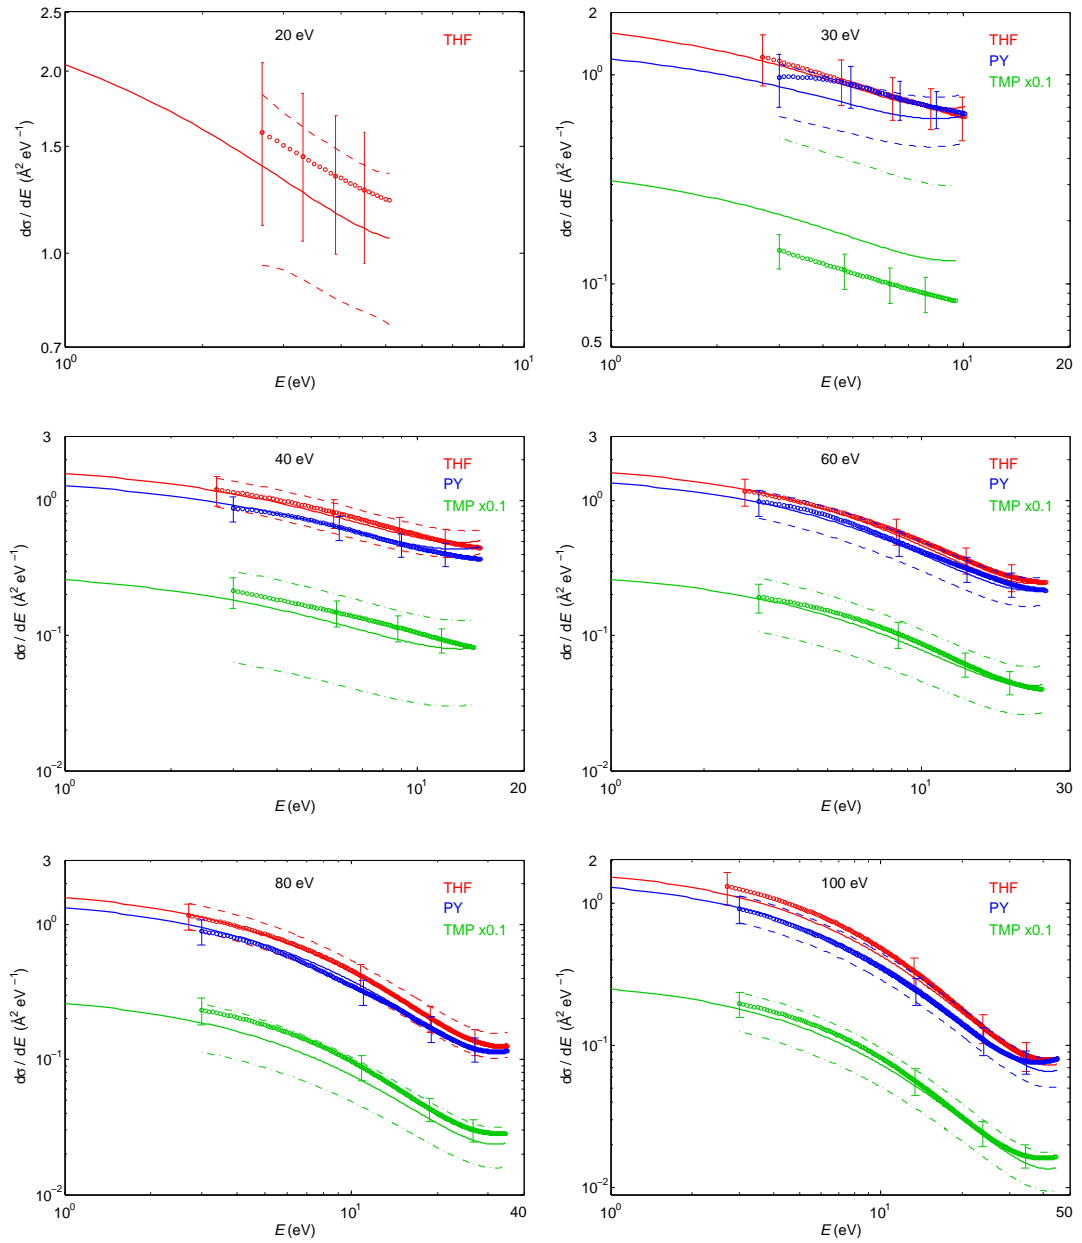 20 eV
THF
2.5
2.0
1.5
1.0
0.7
10⁰
10¹
dσ / dE (Å² eV⁻¹)
E (eV)
30 eV
THF
PY
TMP x0.1
2
10⁰
10⁻¹
0.5
10⁰
10¹
20
dσ / dE (Å² eV⁻¹)
E (eV)
40 eV
THF
PY
TMP x0.1
3
10⁰
10⁻¹
10⁻²
10⁰
10¹
20
dσ / dE (Å² eV⁻¹)
E (eV)
60 eV
THF
PY
TMP x0.1
3
10⁰
10⁻¹
10⁻²
10⁰
10¹
30
dσ / dE (Å² eV⁻¹)
E (eV)
80 eV
THF
PY
TMP x0.1
3
10⁰
10⁻¹
10⁻²
10⁰
10¹
40
dσ / dE (Å² eV⁻¹)
E (eV)
100 eV
THF
PY
TMP x0.1
2
10⁰
10⁻¹
10⁻²
10⁰
10¹
50
dσ / dE (Å² eV⁻¹)
E (eV)